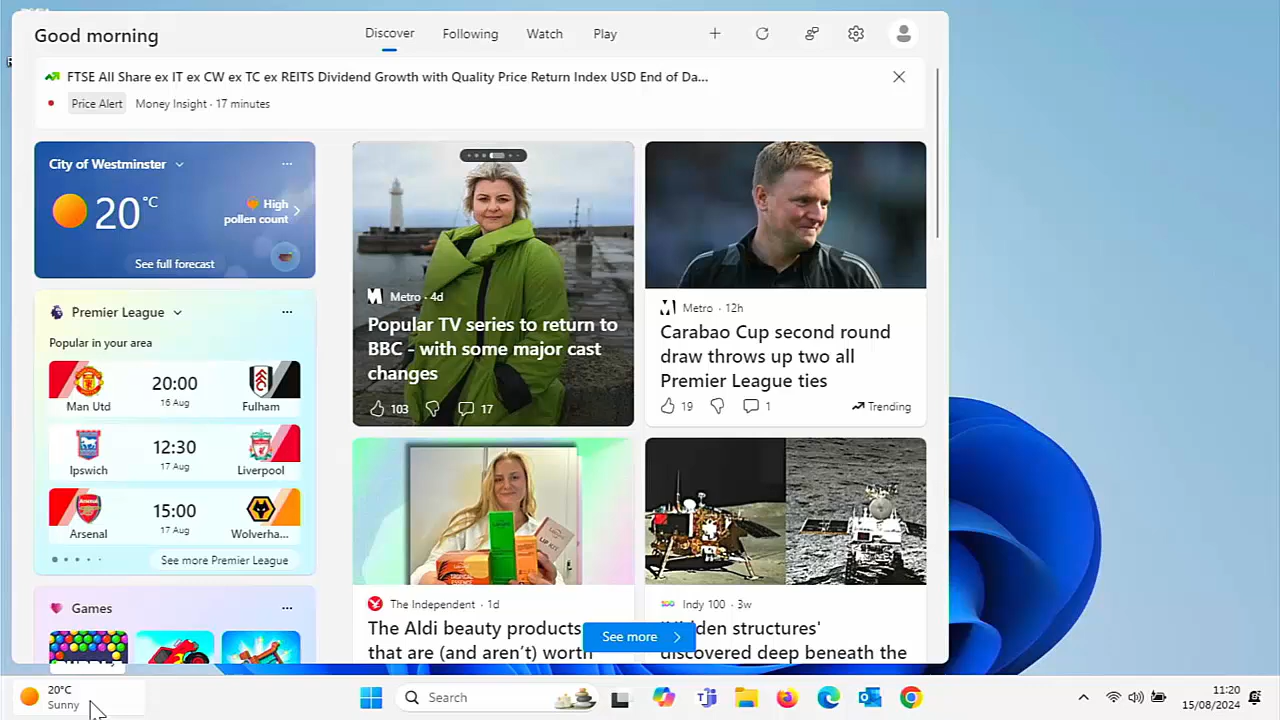 Good morning
Discover
Following
Watch
Play
FTSE All Share ex IT ex CW ex TC ex REITS Dividend Growth with Quality Price Return Index USD End of Da...
Price Alert
Money Insight · 17 minutes
City of Westminster
20°C
High
pollen count
See full forecast
Premier League
Popular in your area
Man Utd
20:00
16 Aug
Fulham
Ipswich
12:30
17 Aug
Liverpool
Arsenal
15:00
17 Aug
Wolverha...
See more Premier League
Games
Metro · 4d
Popular TV series to return to
BBC - with some major cast
changes
103
17
Metro · 12h
Carabao Cup second round
draw throws up two all
Premier League ties
19
1
Trending
The Independent · 1d
The Aldi beauty products
that are (and aren't) worth
Indy 100 · 3w
structures'
discovered deep beneath the
See more
20°C
Sunny
Search
11:20
15/08/2024